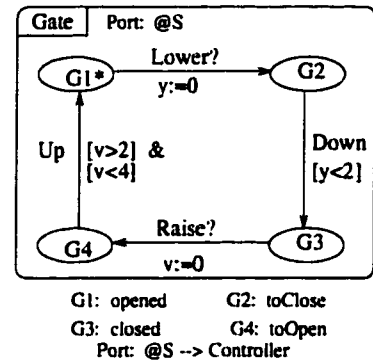 Gate Port: @S
Lower?
G1* G2
y:=0
Up [v>2] & Down
[v<4] [y<2]
Raise?
G4 G3
v:=0
G1: opened G2: toClose
G3: closed G4: toOpen
Port: @S --> Controller